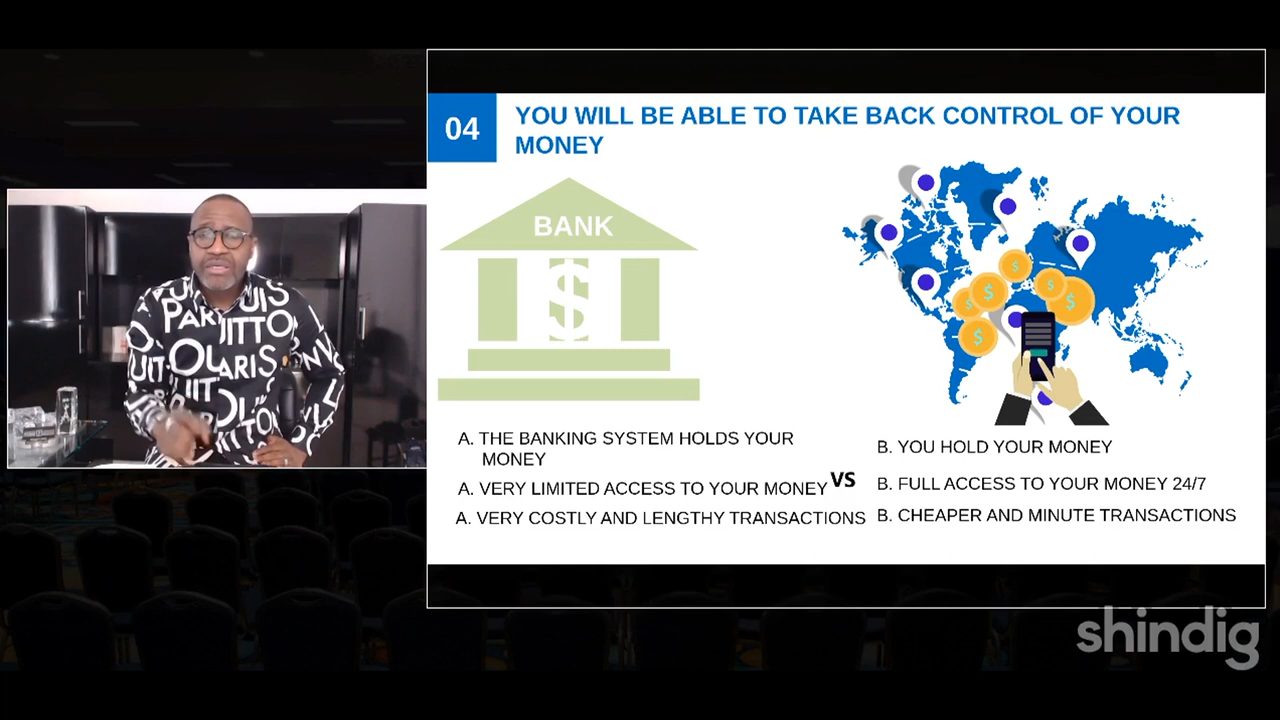 04
YOU WILL BE ABLE TO TAKE BACK CONTROL OF YOUR
MONEY
BANK
$
A. THE BANKING SYSTEM HOLDS YOUR
MONEY
A. VERY LIMITED ACCESS TO YOUR MONEY
A. VERY COSTLY AND LENGTHY TRANSACTIONS
VS
$
$
$
$
$
$
B. YOU HOLD YOUR MONEY
B. FULL ACCESS TO YOUR MONEY 24/7
B. CHEAPER AND MINUTE TRANSACTIONS
shindig